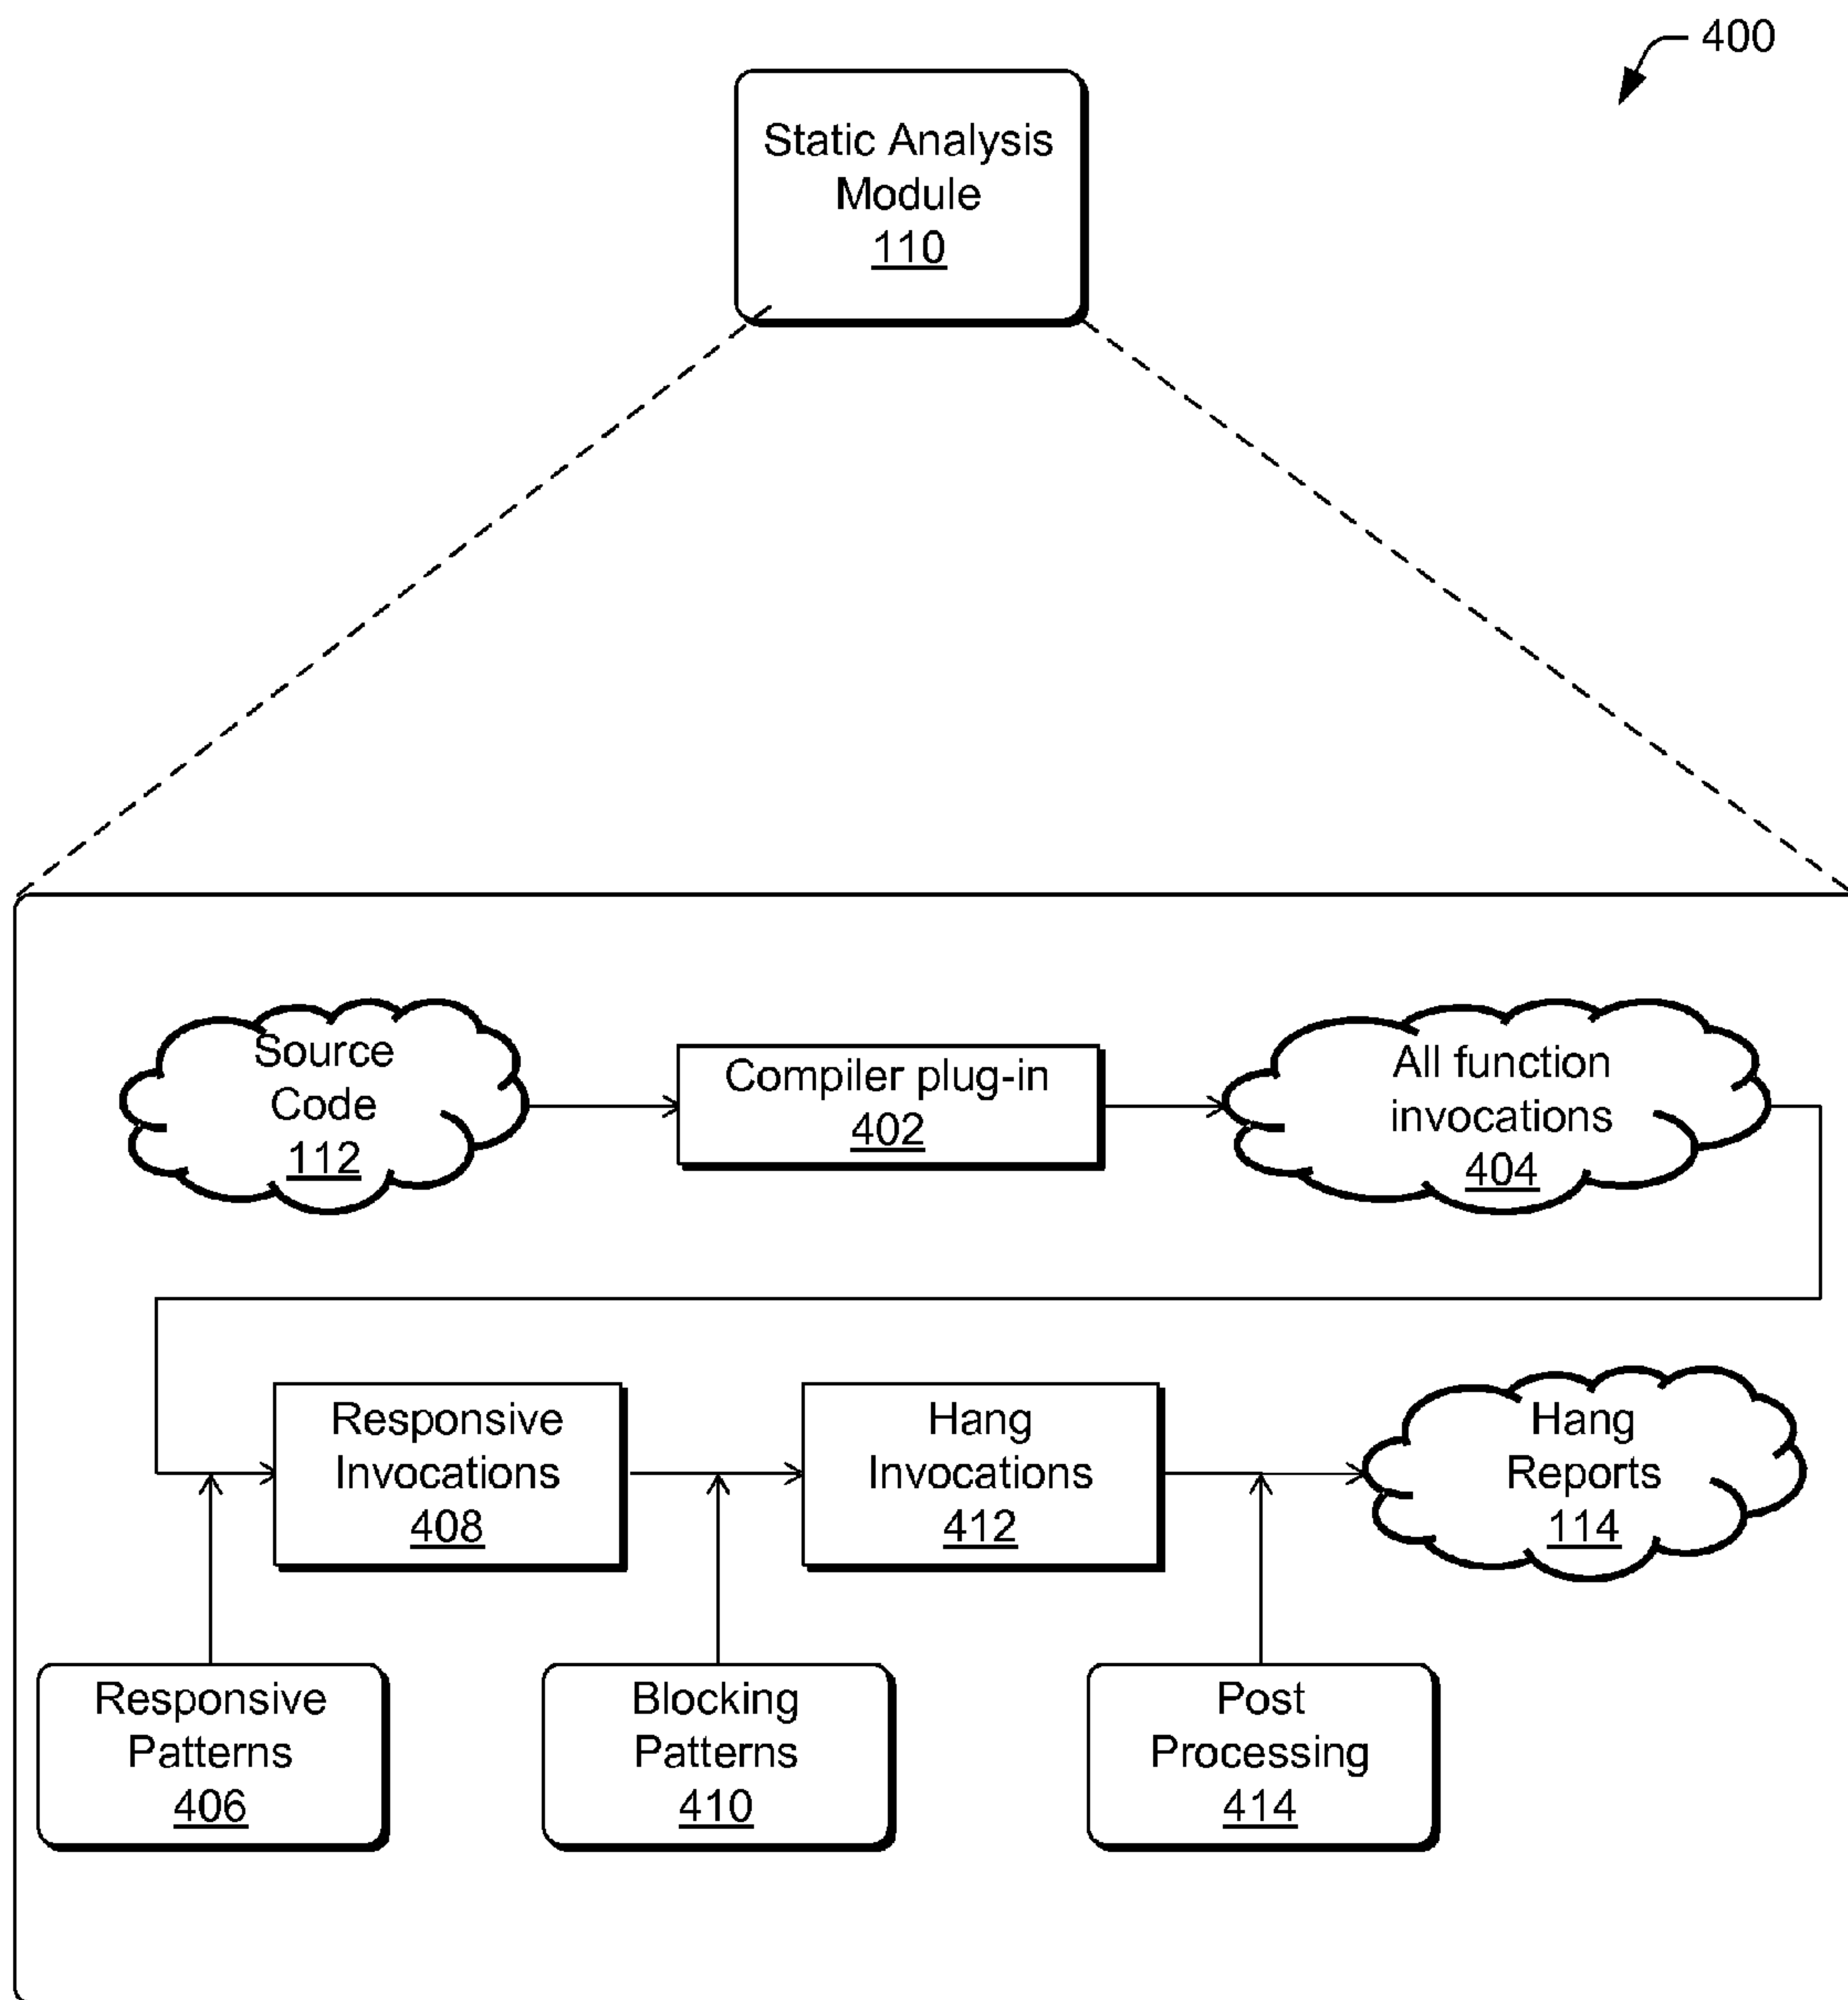 400
Static Analysis
Module
110
Source
Code
112
Compiler plug-in
402
All function
invocations
404
Responsive
Invocations
408
Hang
Invocations
412
Hang
Reports
114
Responsive
Patterns
406
Blocking
Patterns
410
Post
Processing
414